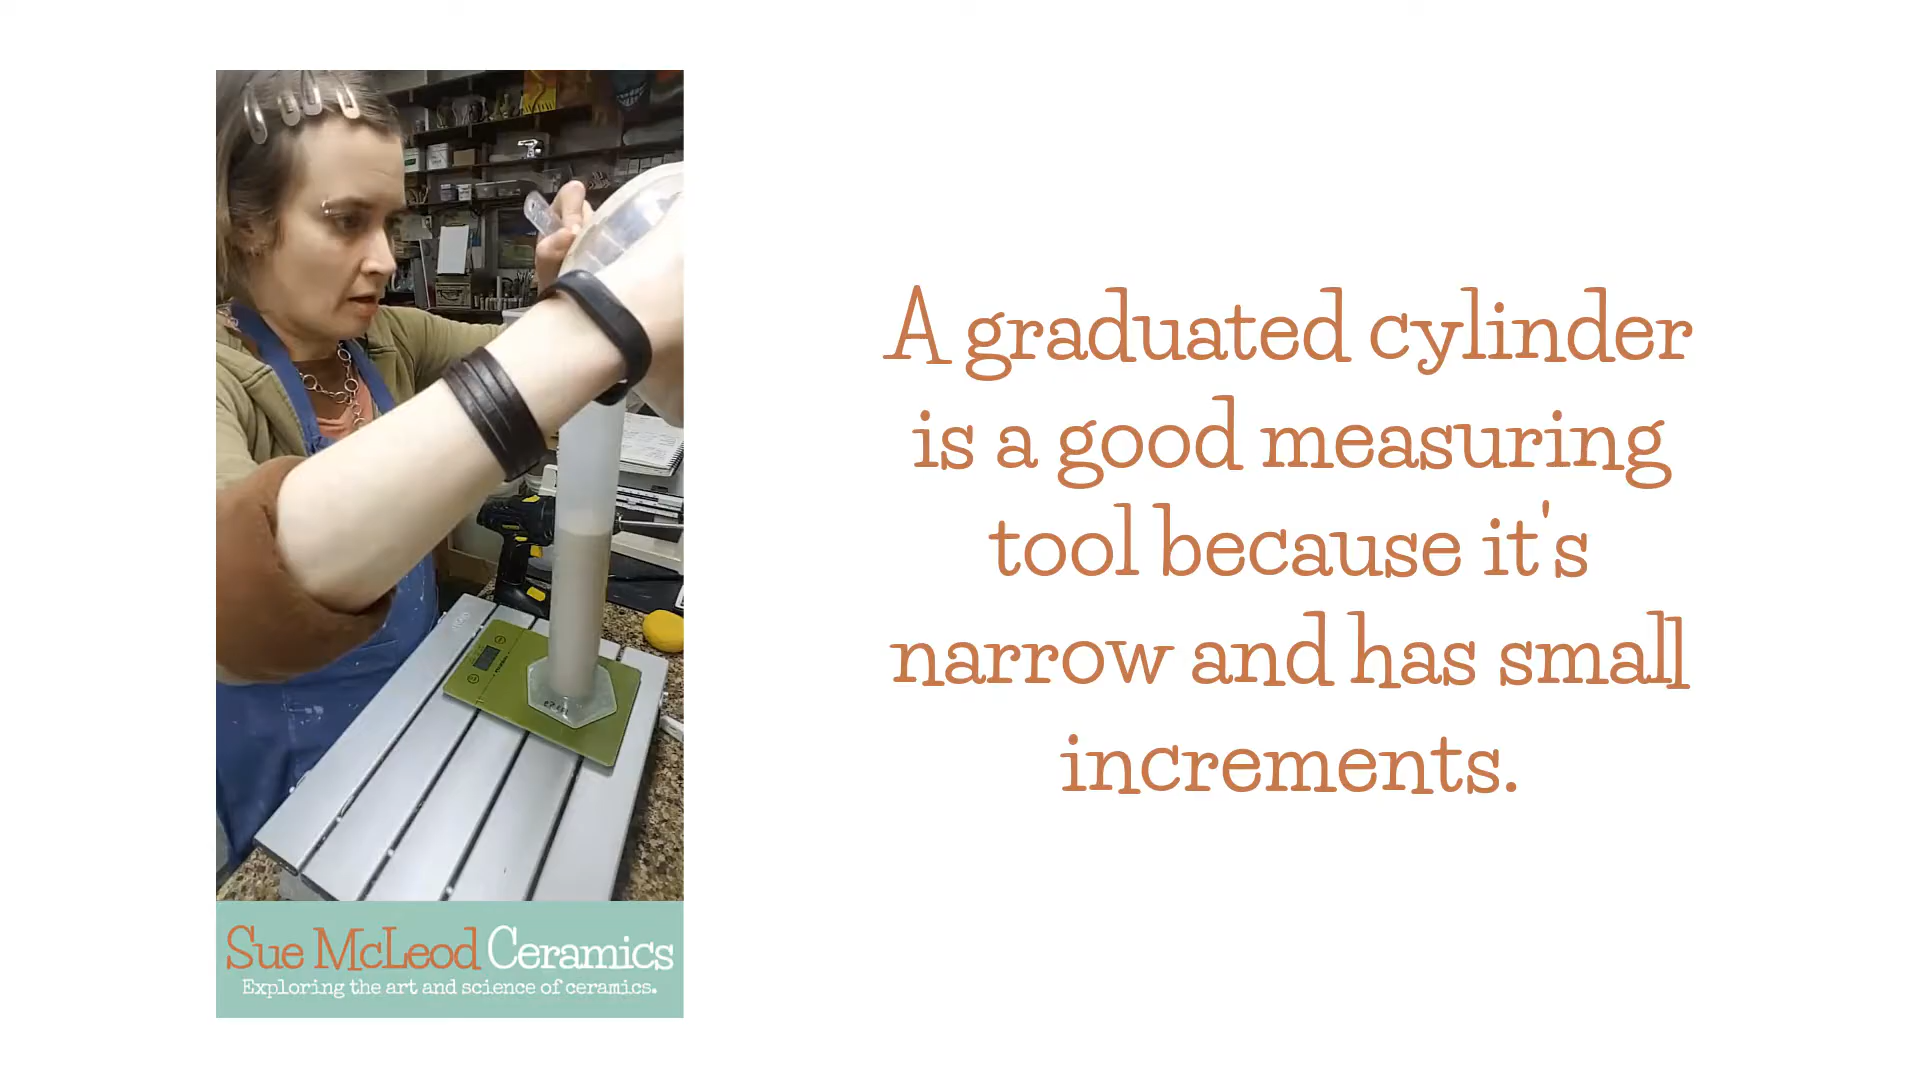 A graduated cylinder
is a good measuring
tool because it's
narrow and has small
increments.
Sue McLeod Ceramics
Exploring the art and science of ceramics.